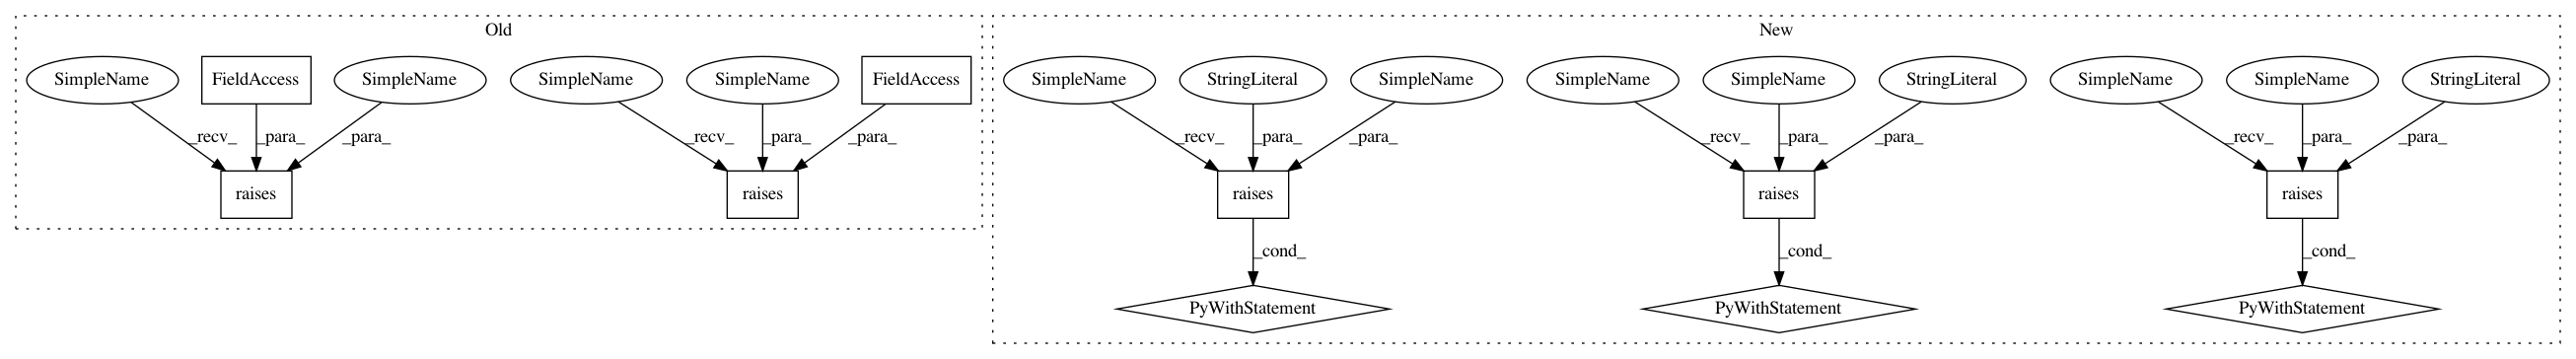 Old New
SimpleName FieldAccess SimpleName SimpleName SimpleName FieldAccess SimpleName StringLiteral SimpleName SimpleName SimpleName StringLiteral SimpleName SimpleName StringLiteral
_recv_ _para_ _para_ _recv_ _para_ _para_ _recv_ _para_ _para_ _recv_ _para_ _para_ _recv_ _para_ _para_
raises raises raises raises raises
_cond_ _cond_ _cond_
PyWithStatement PyWithStatement PyWithStatement